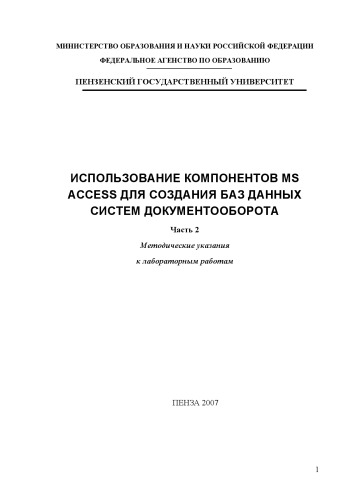 МИНИСТЕРСТВО ОБРАЗОВАНИЯ И НАУКИ РОССИЙСКОЙ ФЕДЕРАЦИИ
ФЕДЕРАЛЬНОЕ АГЕНСТВО ПО ОБРАЗОВАНИЮ
ПЕНЗЕНСКИЙ ГОСУДАРСТВЕННЫЙ УНИВЕРСИТЕТ
ИСПОЛЬЗОВАНИЕ КОМПОНЕНТОВ MS
ACCESS ДЛЯ СОЗДАНИЯ БАЗ ДАННЫХ
СИСТЕМ ДОКУМЕНТООБОРОТА
Часть 2
Методические указания
к лабораторным работам
ПЕНЗА 2007
1